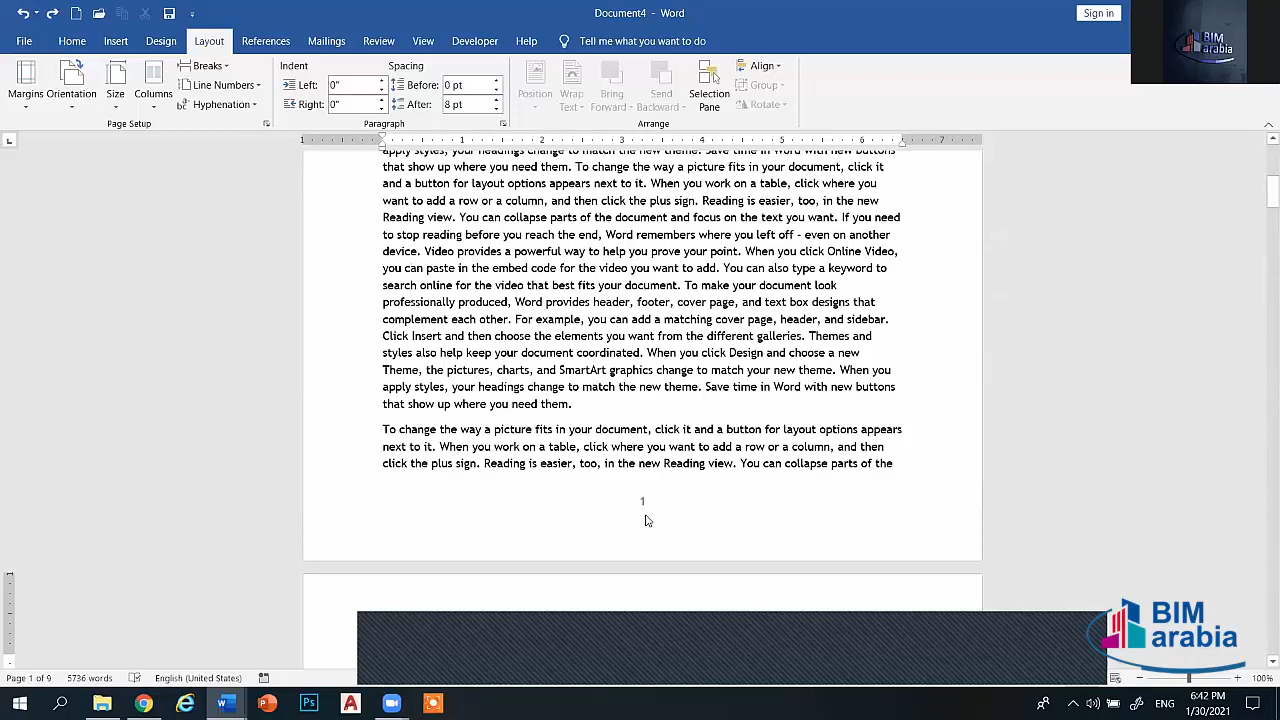 Document4 - Word
Sign in
File Home Insert Design Layout References Mailings Review View Developer Help Tell me what you want to do
BIM
arabia
Margins Orientation Size Columns
Breaks
Line Numbers
Hyphenation
Page Setup
Indent
Left: 0"
Right: 0"
Spacing
Before: 0 pt
After: 8 pt
Paragraph
Position
Wrap
Text
Bring
Forward
Send
Backward
Selection
Pane
Align
Group
Rotate
Arrange
1 1 2 3 4 5 6 7
apply styles, your headings change to match the new theme. Save time in Word with new buttons
that show up where you need them. To change the way a picture fits in your document, click it
and a button for layout options appears next to it. When you work on a table, click where you
want to add a row or a column, and then click the plus sign. Reading is easier, too, in the new
Reading view. You can collapse parts of the document and focus on the text you want. If you need
to stop reading before you reach the end, Word remembers where you left off - even on another
device. Video provides a powerful way to help you prove your point. When you click Online Video,
you can paste in the embed code for the video you want to add. You can also type a keyword to
search online for the video that best fits your document. To make your document look
professionally produced, Word provides header, footer, cover page, and text box designs that
complement each other. For example, you can add a matching cover page, header, and sidebar.
Click Insert and then choose the elements you want from the different galleries. Themes and
styles also help keep your document coordinated. When you click Design and choose a new
Theme, the pictures, charts, and SmartArt graphics change to match your new theme. When you
apply styles, your headings change to match the new theme. Save time in Word with new buttons
that show up where you need them.
To change the way a picture fits in your document, click it and a button for layout options appears
next to it. When you work on a table, click where you want to add a row or a column, and then
click the plus sign. Reading is easier, too, in the new Reading view. You can collapse parts of the
1
BIM
arabia
Page 1 of 9 5736 words English (United States) 100%
ENG
6:42 PM
1/30/2021